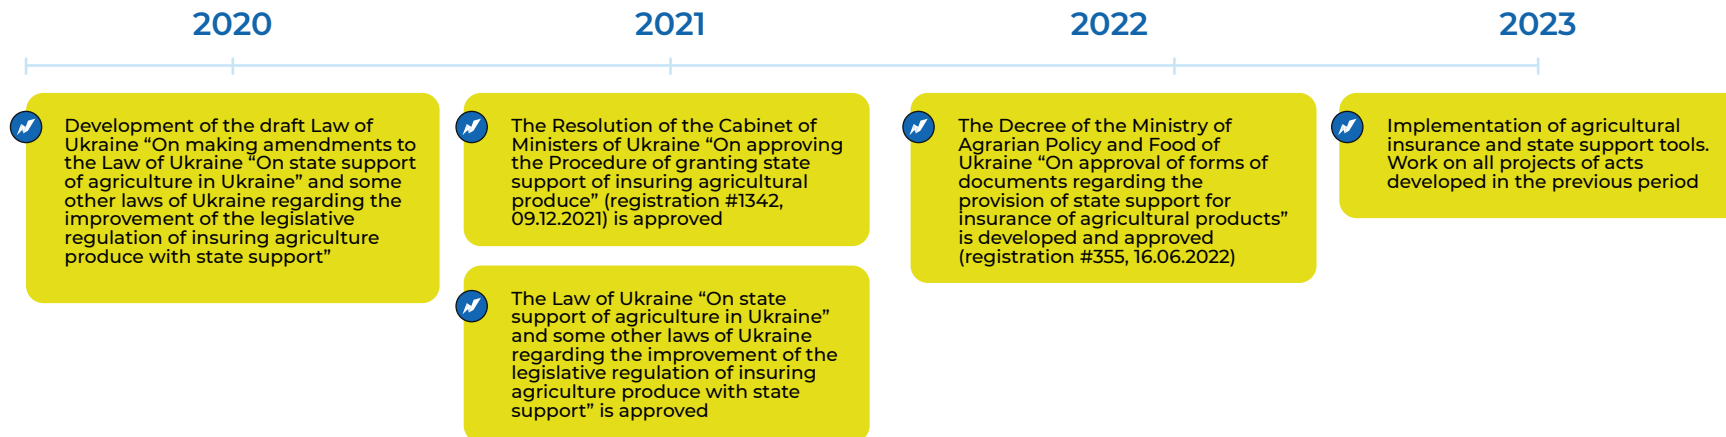 2020
2021
2022
2023
Development of the draft Law of
Ukraine “On making amendments to
the Law of Ukraine “On state support
of agriculture in Ukraine” and some
other laws of Ukraine regarding the
improvement of the legislative
regulation of insuring agriculture
produce with state support”
The Resolution of the Cabinet of
Ministers of Ukraine “On approving
the Procedure of granting state
support of insuring agricultural
produce” (registration #1342,
09.12.2021) is approved
The Law of Ukraine “On state
support of agriculture in Ukraine”
and some other laws of Ukraine
regarding the improvement of the
legislative regulation of insuring
agriculture produce with state
support” is approved
The Decree of the Ministry of
Agrarian Policy and Food of
Ukraine “On approval of forms of
documents regarding the
provision of state support for
insurance of agricultural products”
is developed and approved
(registration #355, 16.06.2022)
Implementation of agricultural
insurance and state support tools.
Work on all projects of acts
developed in the previous period